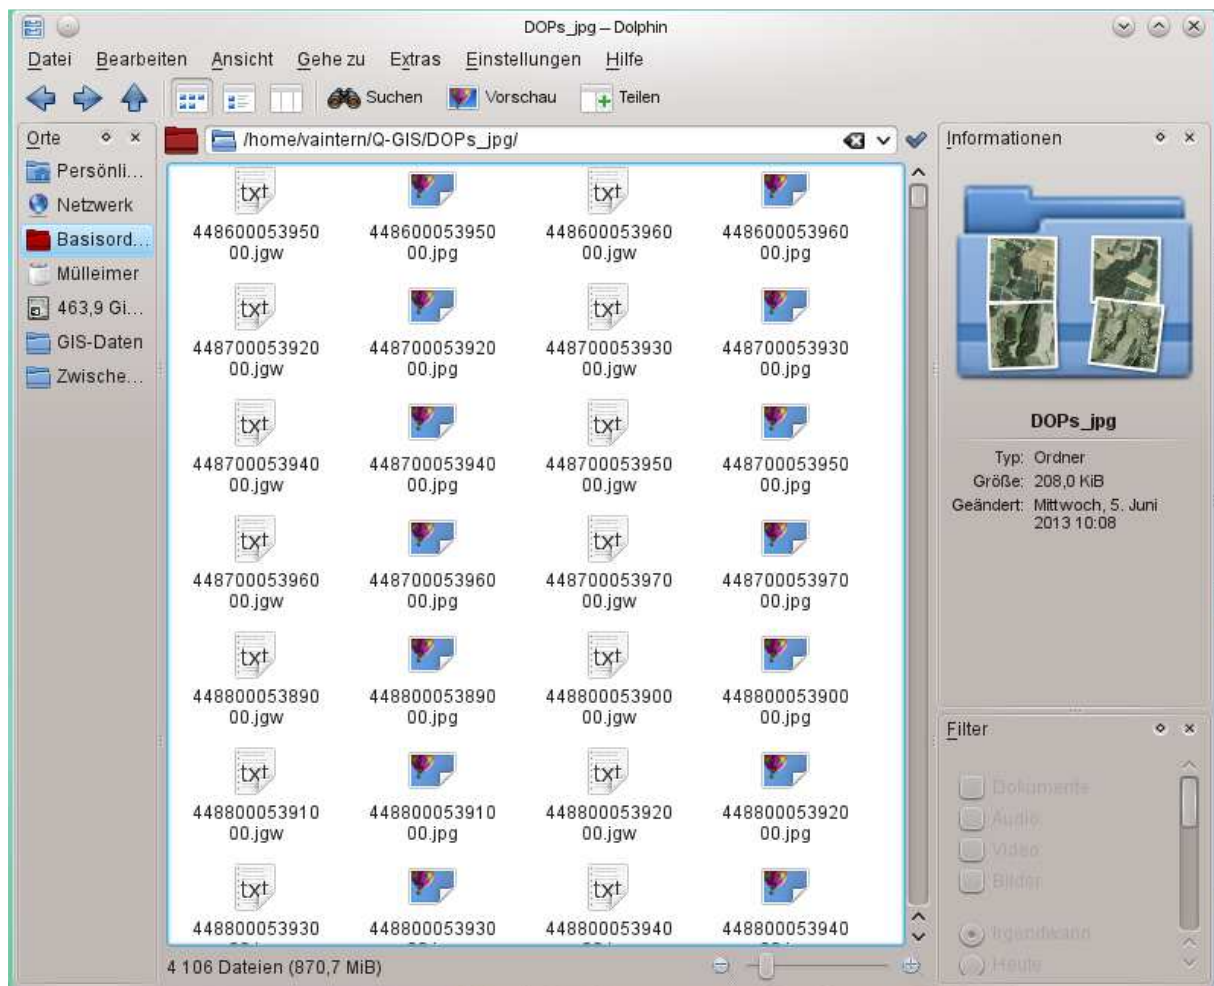 DOPs_jpg – Dolphin
Datei Bearbeiten Ansicht Gehe zu Extras Einstellungen Hilfe
Suchen Vorschau Teilen
Orte
Persönli...
Netzwerk
Basisord...
Mülleimer
463,9 Gi...
GIS-Daten
Zwische...
/home/vaintern/Q-GIS/DOPs_jpg/
txt txt
448600053950 448600053950 448600053960 448600053960
00.jgw 00.jpg 00.jgw 00.jpg
txt txt
448700053920 448700053920 448700053930 448700053930
00.jgw 00.jpg 00.jgw 00.jpg
txt txt
448700053940 448700053940 448700053950 448700053950
00.jgw 00.jpg 00.jgw 00.jpg
txt txt
448700053960 448700053960 448700053970 448700053970
00.jgw 00.jpg 00.jgw 00.jpg
txt txt
448800053890 448800053890 448800053900 448800053900
00.jgw 00.jpg 00.jgw 00.jpg
txt txt
448800053910 448800053910 448800053920 448800053920
00.jgw 00.jpg 00.jgw 00.jpg
txt txt
448800053930 448800053930 448800053940 448800053940
4 106 Dateien (870,7 MiB)
Informationen
DOPs_jpg
Typ: Ordner
Größe: 208,0 KiB
Geändert: Mittwoch, 5. Juni
2013 10:08
Filter
Dokumente
Audio
Video
Bilder
Irgendwann
Heute